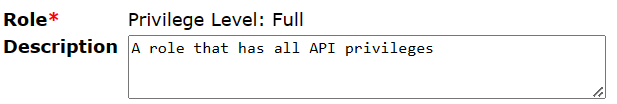 Role* Privilege Level: Full
Description A role that has all API privileges